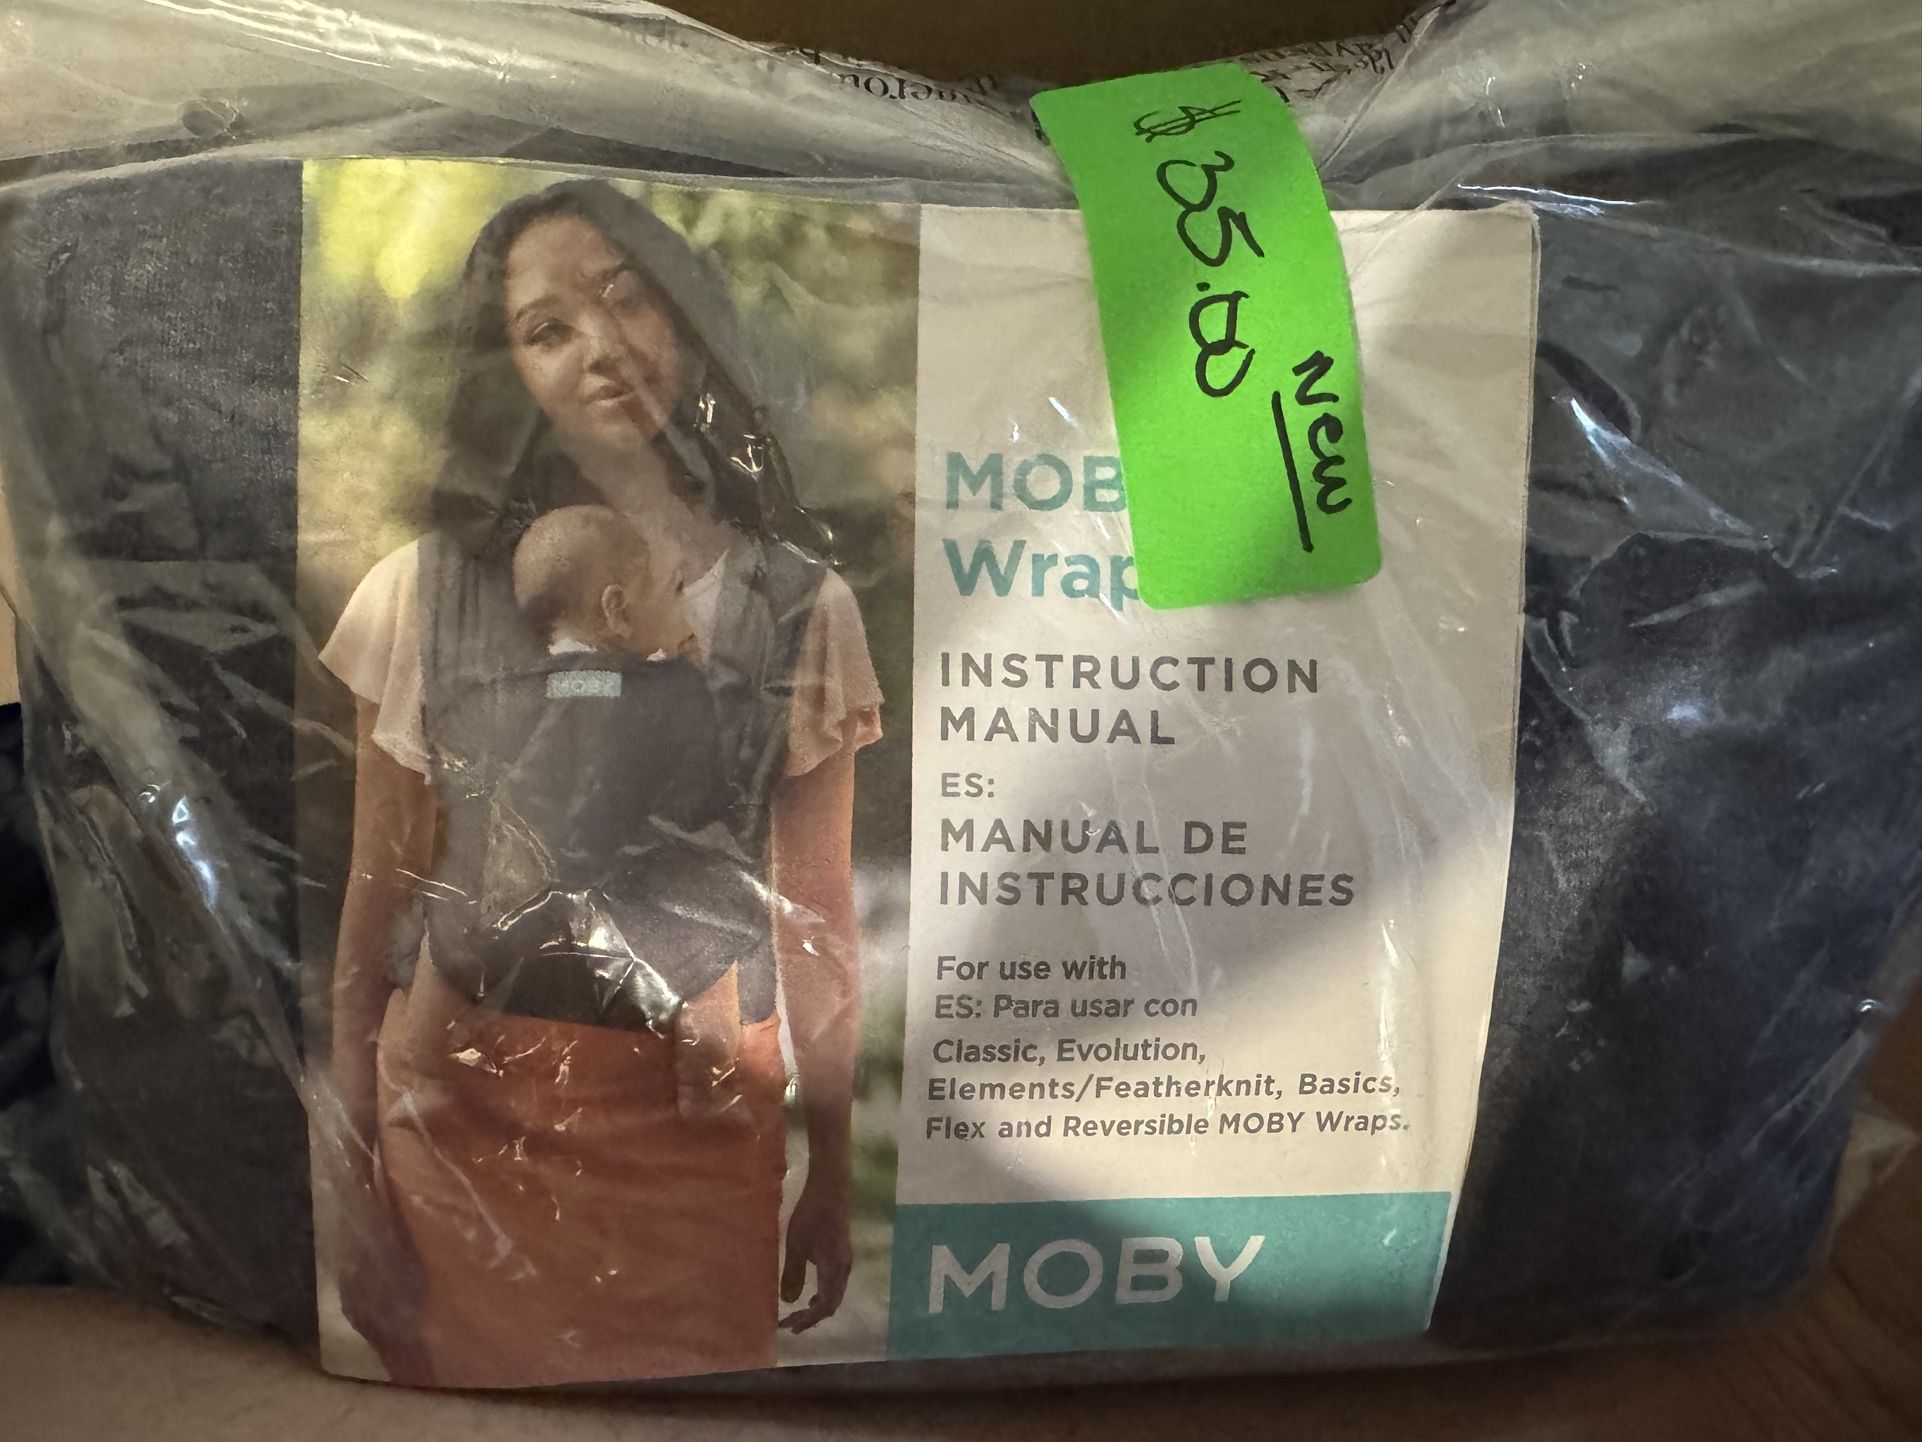 $35.00
New
MOB
Wrap
INSTRUCTION
MANUAL
ES:
MANUAL DE
INSTRUCCIONES
For use with
ES: Para usar con
Classic, Evolution,
Elements/Featherknit, Basics,
Flex and Reversible MOBY Wraps.
MOBY
MOBY